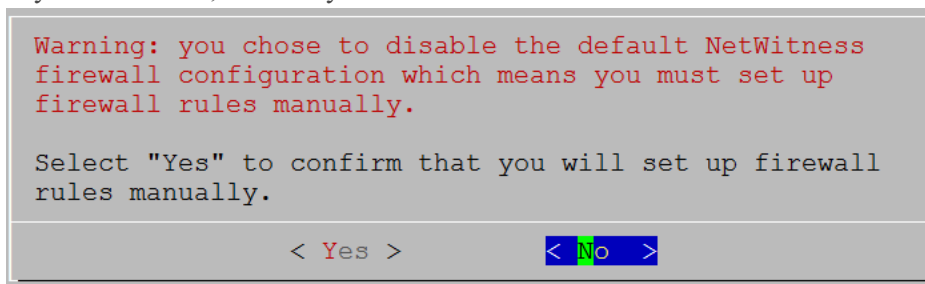 Warning: you chose to disable the default NetWitness
firewall configuration which means you must set up
firewall rules manually.
Select "Yes" to confirm that you will set up firewall
rules manually.
< Yes > < No >